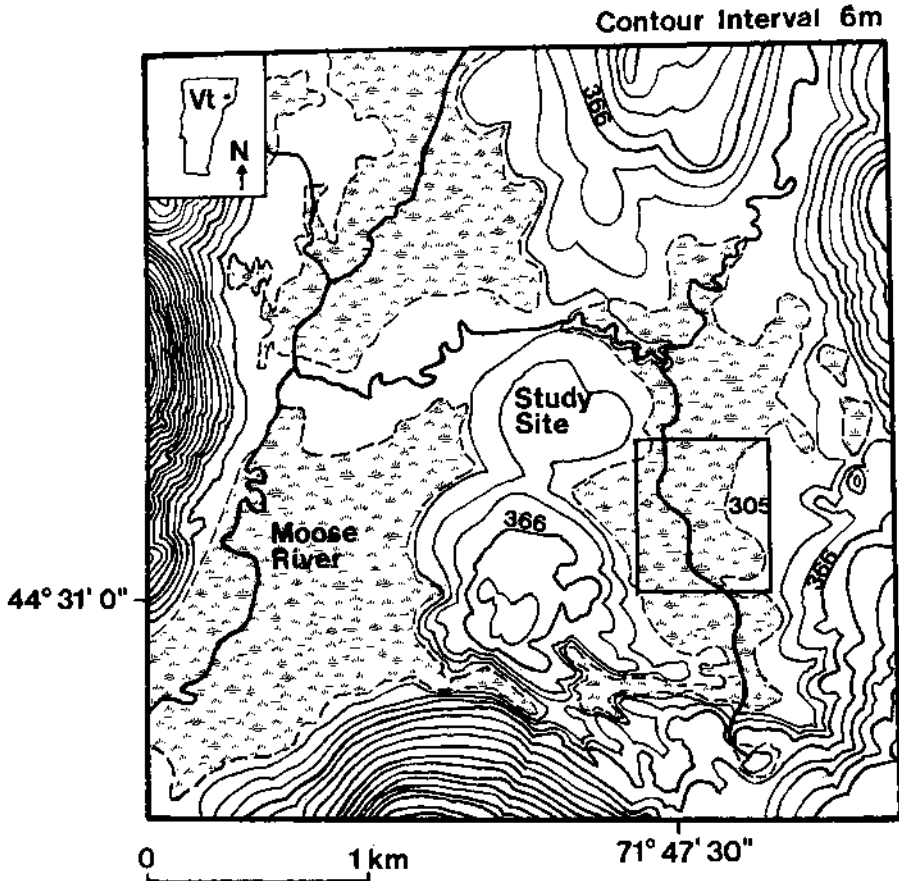 Contour Interval 6m
Vt
N
366
Study
Site
305
366
Moose
River
366
44° 31' 0"
71° 47' 30"
0
1 km